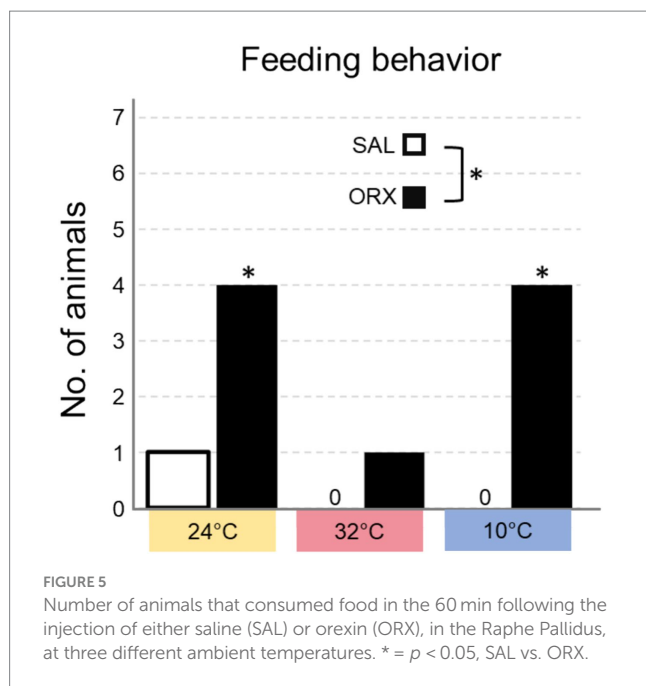 Feeding behavior
No. of animals
7
6
5
4
3
2
1
0
SAL
ORX
*
*
*
0
0
24°C
32°C
10°C
FIGURE 5
Number of animals that consumed food in the 60 min following the
injection of either saline (SAL) or orexin (ORX), in the Raphe Pallidus,
at three different ambient temperatures. * = p < 0.05, SAL vs. ORX.